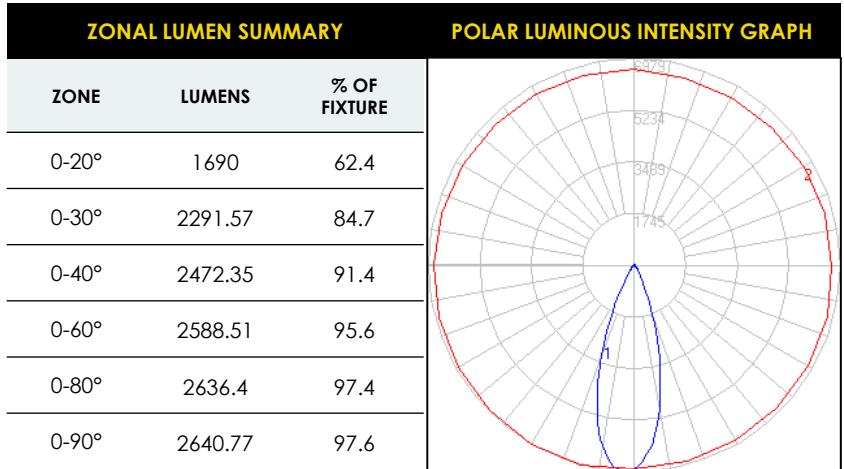 ZONAL LUMEN SUMMARY
POLAR LUMINOUS INTENSITY GRAPH
ZONE LUMENS % OF FIXTURE
0-20° 1690 62.4
0-30° 2291.57 84.7
0-40° 2472.35 91.4
0-60° 2588.51 95.6
0-80° 2636.4 97.4
0-90° 2640.77 97.6
6979
5234
3489
1745
2
1